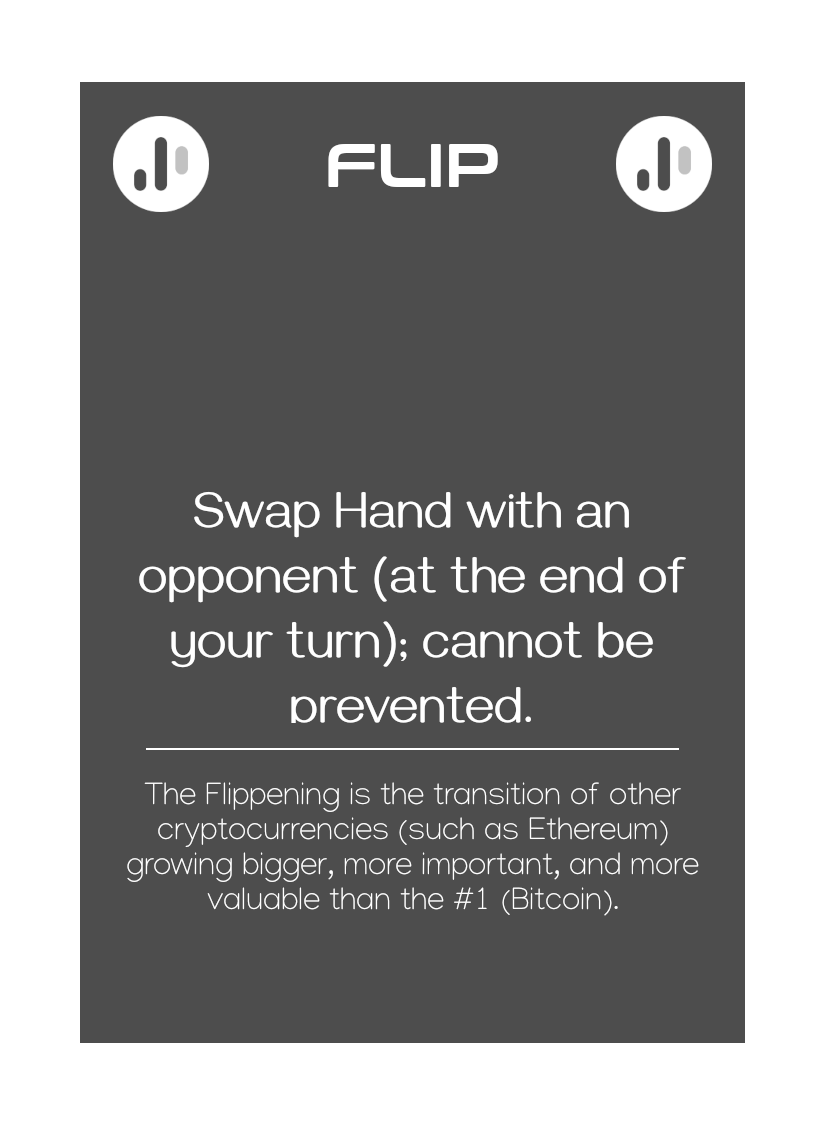 FLIP
Swap Hand with an
opponent (at the end of
your turn); cannot be
prevented.
The Flippening is the transition of other
cryptocurrencies (such as Ethereum)
growing bigger, more important, and more
valuable than the #1 (Bitcoin).